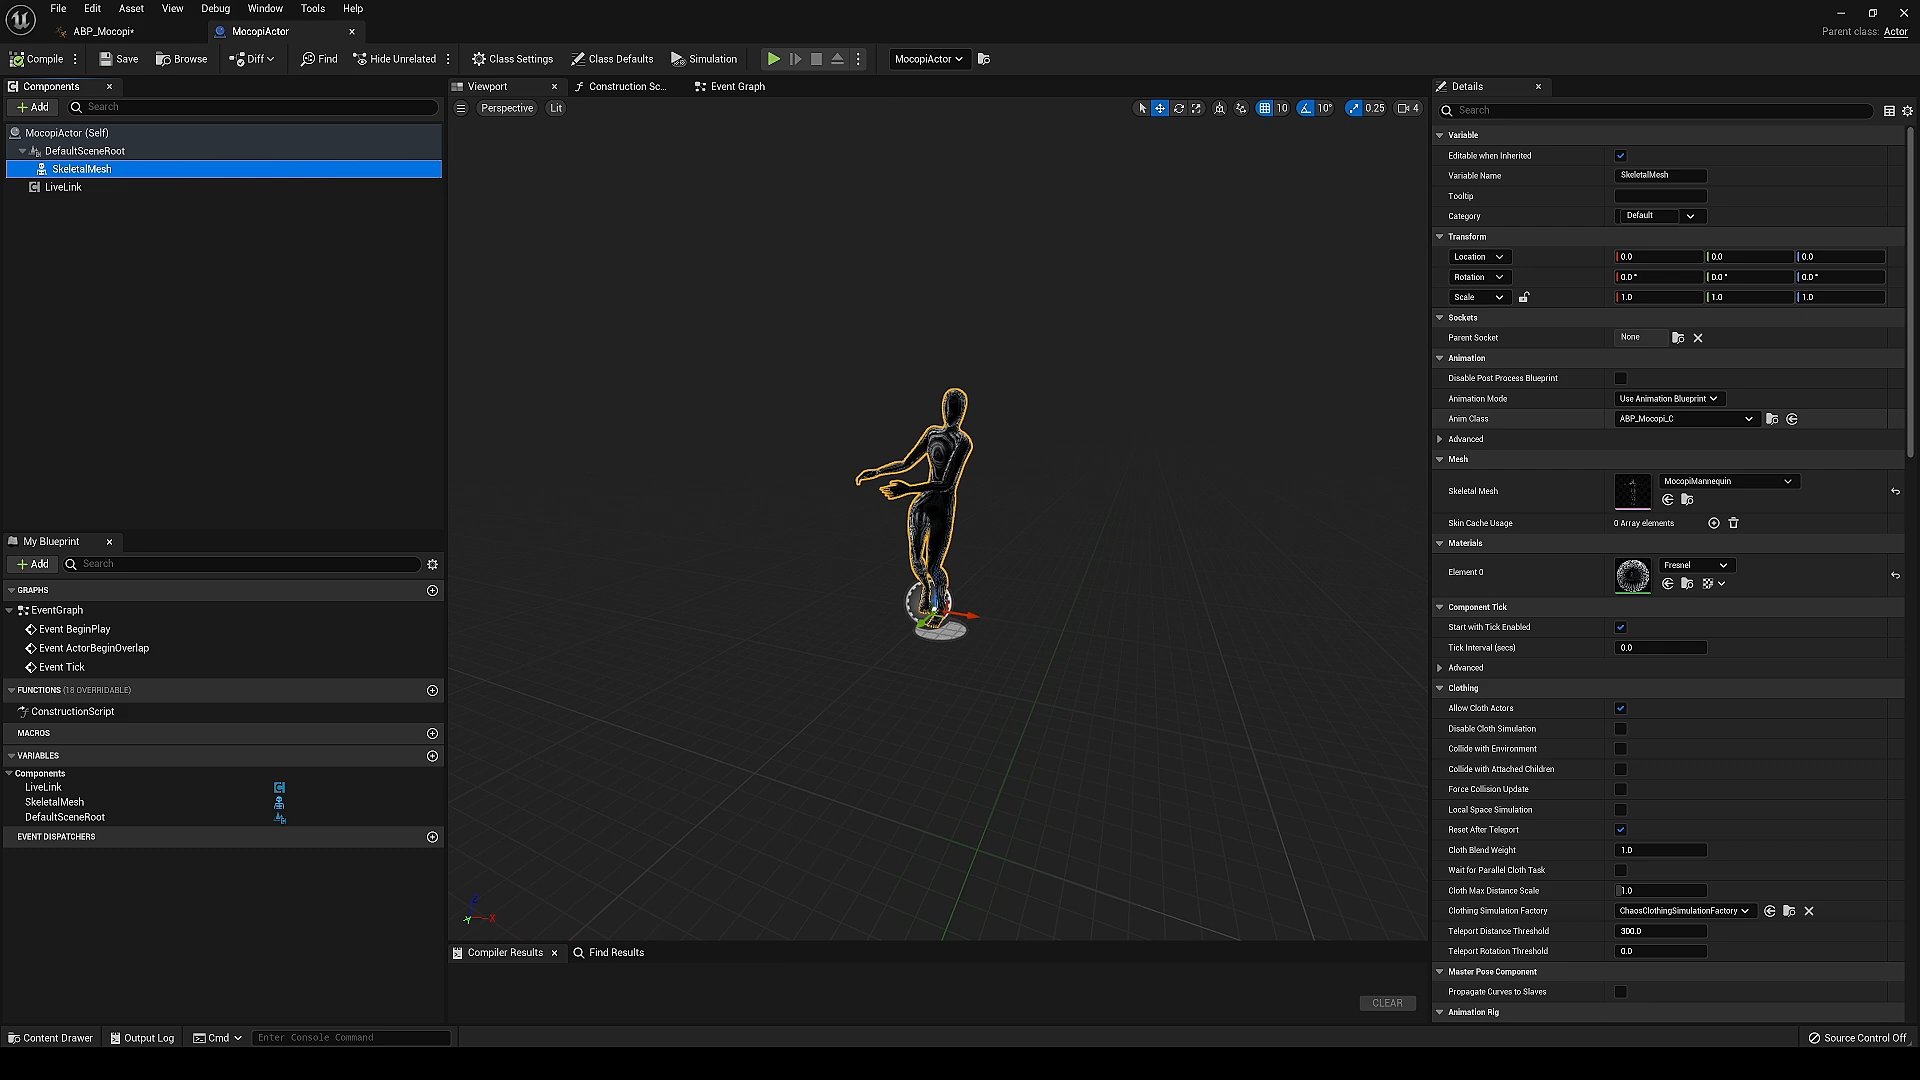 File Edit Asset View Debug Window Tools Help
ABP_Mocopi* MocopiActor
Parent class: Actor
Compile Save Browse Diff Find Hide Unrelated Class Settings Class Defaults Simulation MocopiActor
Components
Add Search
MocopiActor (Self)
DefaultSceneRoot
SkeletalMesh
LiveLink
My Blueprint
Add Search
GRAPHS
EventGraph
Event BeginPlay
Event ActorBeginOverlap
Event Tick
FUNCTIONS (18 OVERRIDABLE)
ConstructionScript
MACROS
VARIABLES
Components
LiveLink
SkeletalMesh
DefaultSceneRoot
EVENT DISPATCHERS
Viewport Construction Sc... Event Graph
Perspective Lit 10 10° 0.25 4
Z
Y X
Compiler Results Find Results
CLEAR
Details
Search
Variable
Editable when Inherited
Variable Name SkeletalMesh
Tooltip
Category Default
Transform
Location 0.0 0.0 0.0
Rotation 0.0 ° 0.0 ° 0.0 °
Scale 1.0 1.0 1.0
Sockets
Parent Socket None
Animation
Disable Post Process Blueprint
Animation Mode Use Animation Blueprint
Anim Class ABP_Mocopi_C
Advanced
Mesh
Skeletal Mesh MocopiMannequin
Skin Cache Usage 0 Array elements
Materials
Element 0 Fresnel
Component Tick
Start with Tick Enabled
Tick Interval (secs) 0.0
Advanced
Clothing
Allow Cloth Actors
Disable Cloth Simulation
Collide with Environment
Collide with Attached Children
Force Collision Update
Local Space Simulation
Reset After Teleport
Cloth Blend Weight 1.0
Wait for Parallel Cloth Task
Cloth Max Distance Scale 1.0
Clothing Simulation Factory ChaosClothingSimulationFactory
Teleport Distance Threshold 300.0
Teleport Rotation Threshold 0.0
Master Pose Component
Propagate Curves to Slaves
Animation Rig
Content Drawer Output Log Cmd Enter Console Command Source Control Off